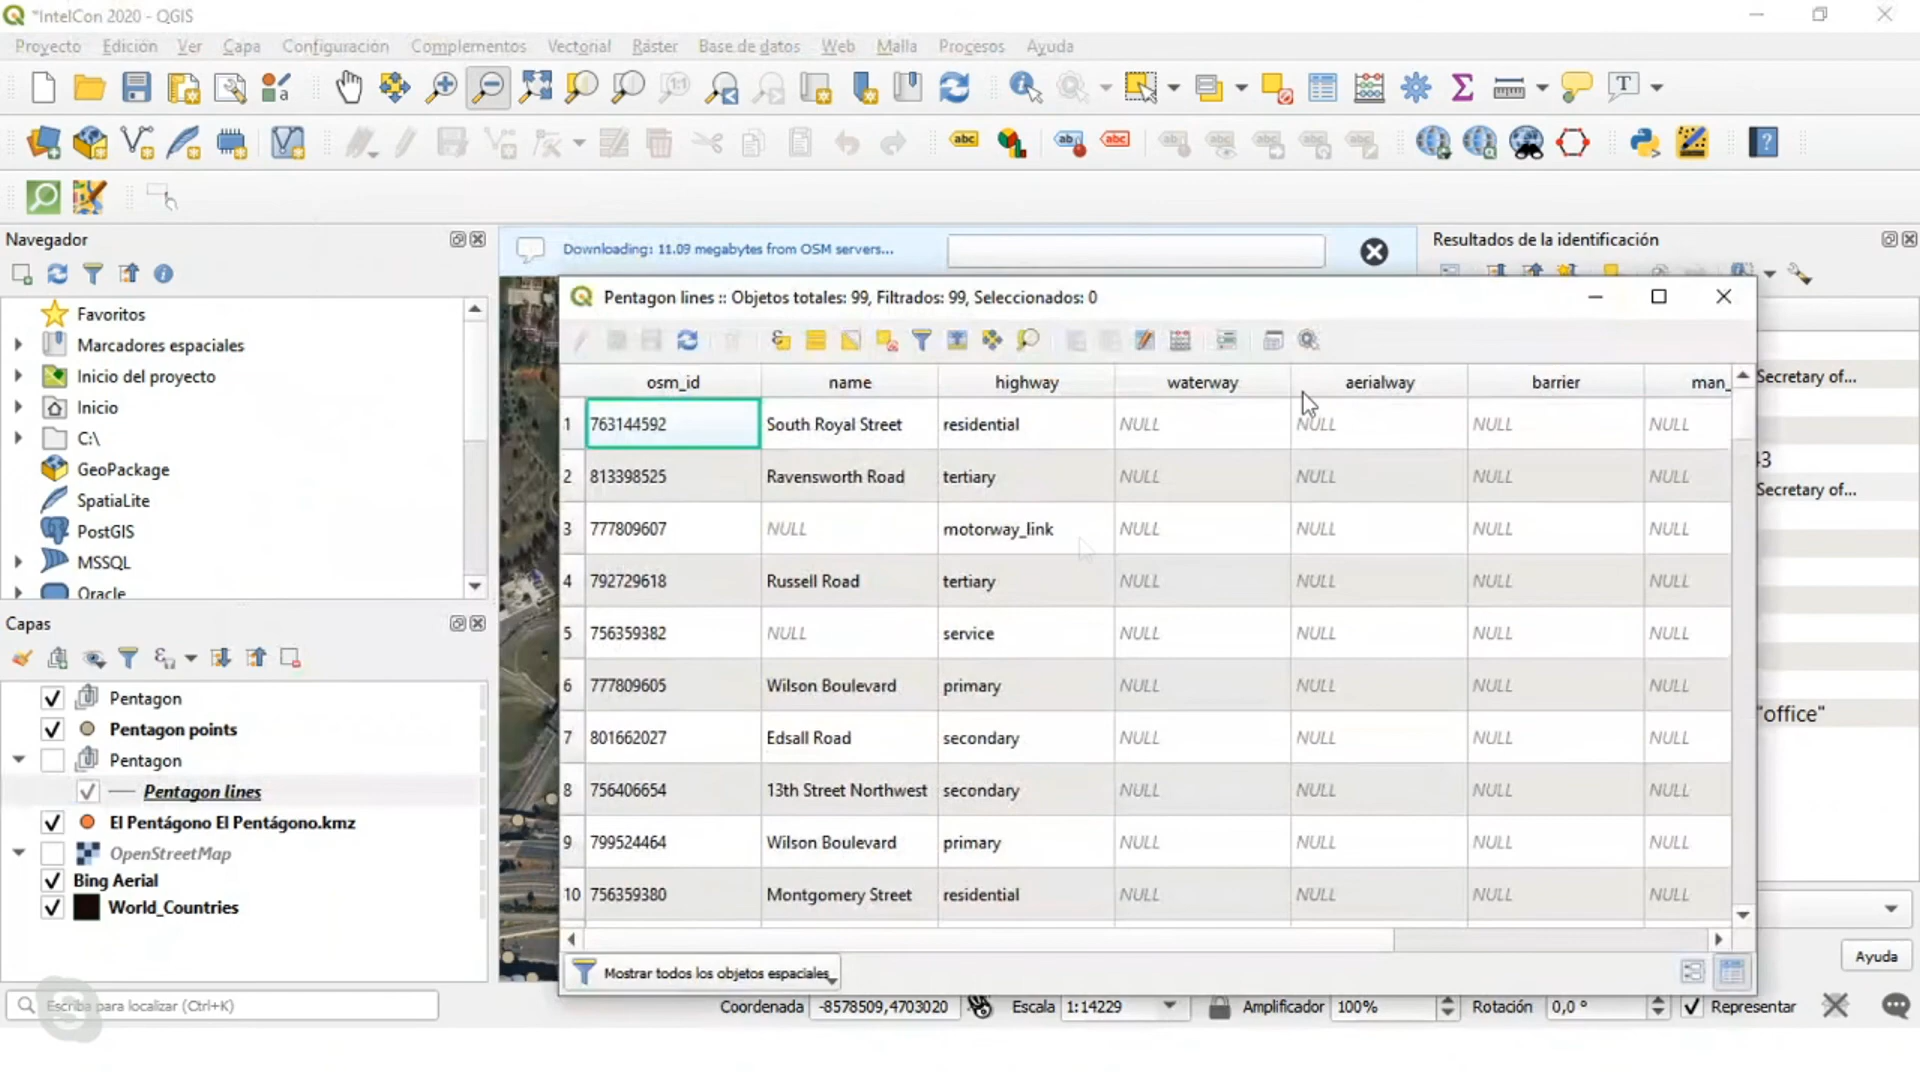 *IntelCon 2020 - QGIS
Proyecto Edición Ver Capa Configuración Complementos Vectorial Ráster Base de datos Web Malla Procesos Ayuda
Navegador
Downloading: 11.09 megabytes from OSM servers...
Resultados de la identificación
Favoritos
Marcadores espaciales
Inicio del proyecto
Inicio
C:\
GeoPackage
SpatiaLite
PostGIS
MSSQL
Oracle
Pentagon lines :: Objetos totales: 99, Filtrados: 99, Seleccionados: 0
osm_id name highway waterway aerialway barrier man_
1 763144592 South Royal Street residential NULL NULL NULL NULL
2 813398525 Ravensworth Road tertiary NULL NULL NULL NULL
3 777809607 NULL motorway_link NULL NULL NULL NULL
4 792729618 Russell Road tertiary NULL NULL NULL NULL
5 756359382 NULL service NULL NULL NULL NULL
6 777809605 Wilson Boulevard primary NULL NULL NULL NULL
7 801662027 Edsall Road secondary NULL NULL NULL NULL
8 756406654 13th Street Northwest secondary NULL NULL NULL NULL
9 799524464 Wilson Boulevard primary NULL NULL NULL NULL
10 756359380 Montgomery Street residential NULL NULL NULL NULL
Mostrar todos los objetos espaciales
Secretary of...
Secretary of...
"office"
Ayuda
Capas
Pentagon
Pentagon points
Pentagon
Pentagon lines
El Pentágono El Pentágono.kmz
OpenStreetMap
Bing Aerial
World_Countries
Escriba para localizar (Ctrl+K)
Coordenada -8578509,4703020 Escala 1:14229 Amplificador 100% Rotación 0,0 ° Representar